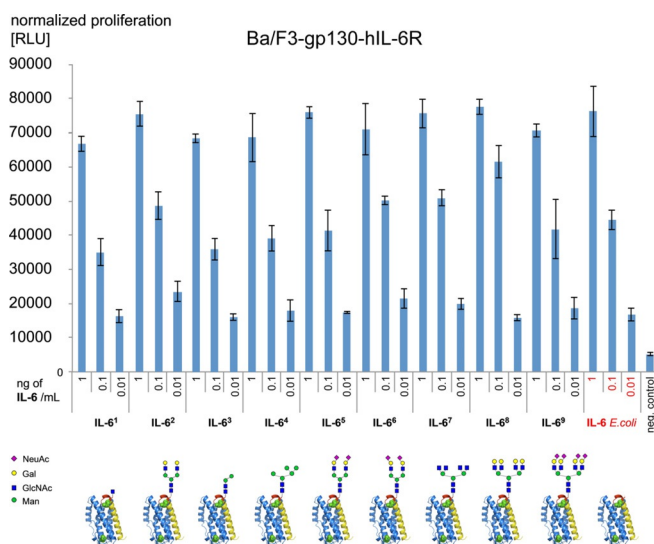 normalized proliferation
[RLU]
Ba/F3-gp130-hIL-6R
90000
80000
70000
60000
50000
40000
30000
20000
10000
0
ng of
IL-6 /mL
1 0.1 0.01 1 0.1 0.01 1 0.1 0.01 1 0.1 0.01 1 0.1 0.01 1 0.1 0.01 1 0.1 0.01 1 0.1 0.01 1 0.1 0.01 1 0.1 0.01 neg. control
IL-6¹ IL-6² IL-6³ IL-6⁴ IL-6⁵ IL-6⁶ IL-6⁷ IL-6⁸ IL-6⁹ IL-6 E.coli
NeuAc
Gal
GlcNAc
Man